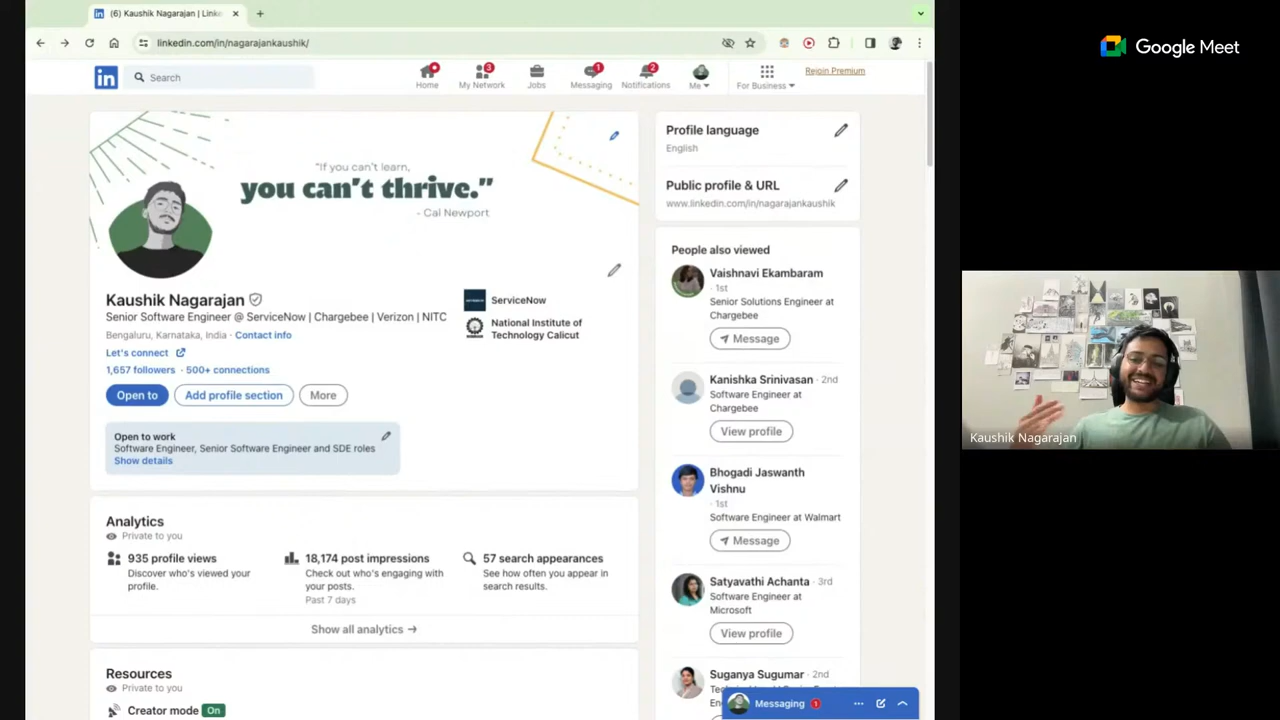 (6) Kaushik Nagarajan | Linke
linkedin.com/in/nagarajankaushik/
Google Meet
in
Search
Home
3
My Network
Jobs
1
Messaging
2
Notifications
Me
For Business
Rejoin Premium
"If you can't learn,
you can't thrive."
- Cal Newport
Kaushik Nagarajan
Senior Software Engineer @ ServiceNow | Chargebee | Verizon | NITC
Bengaluru, Karnataka, India · Contact info
Let's connect
1,657 followers · 500+ connections
Open to
Add profile section
More
ServiceNow
National Institute of
Technology Calicut
Open to work
Software Engineer, Senior Software Engineer and SDE roles
Show details
Analytics
Private to you
935 profile views
Discover who's viewed your
profile.
18,174 post impressions
Check out who's engaging with
your posts.
Past 7 days
57 search appearances
See how often you appear in
search results.
Show all analytics →
Resources
Private to you
Creator mode On
Profile language
English
Public profile & URL
www.linkedin.com/in/nagarajankaushik
People also viewed
Vaishnavi Ekambaram
· 1st
Senior Solutions Engineer at
Chargebee
Message
Kanishka Srinivasan · 2nd
Software Engineer at
Chargebee
View profile
Bhogadi Jaswanth
Vishnu
· 1st
Software Engineer at Walmart
Message
Satyavathi Achanta · 3rd
Software Engineer at
Microsoft
View profile
Suganya Sugumar · 2nd
Messaging 1
Kaushik Nagarajan